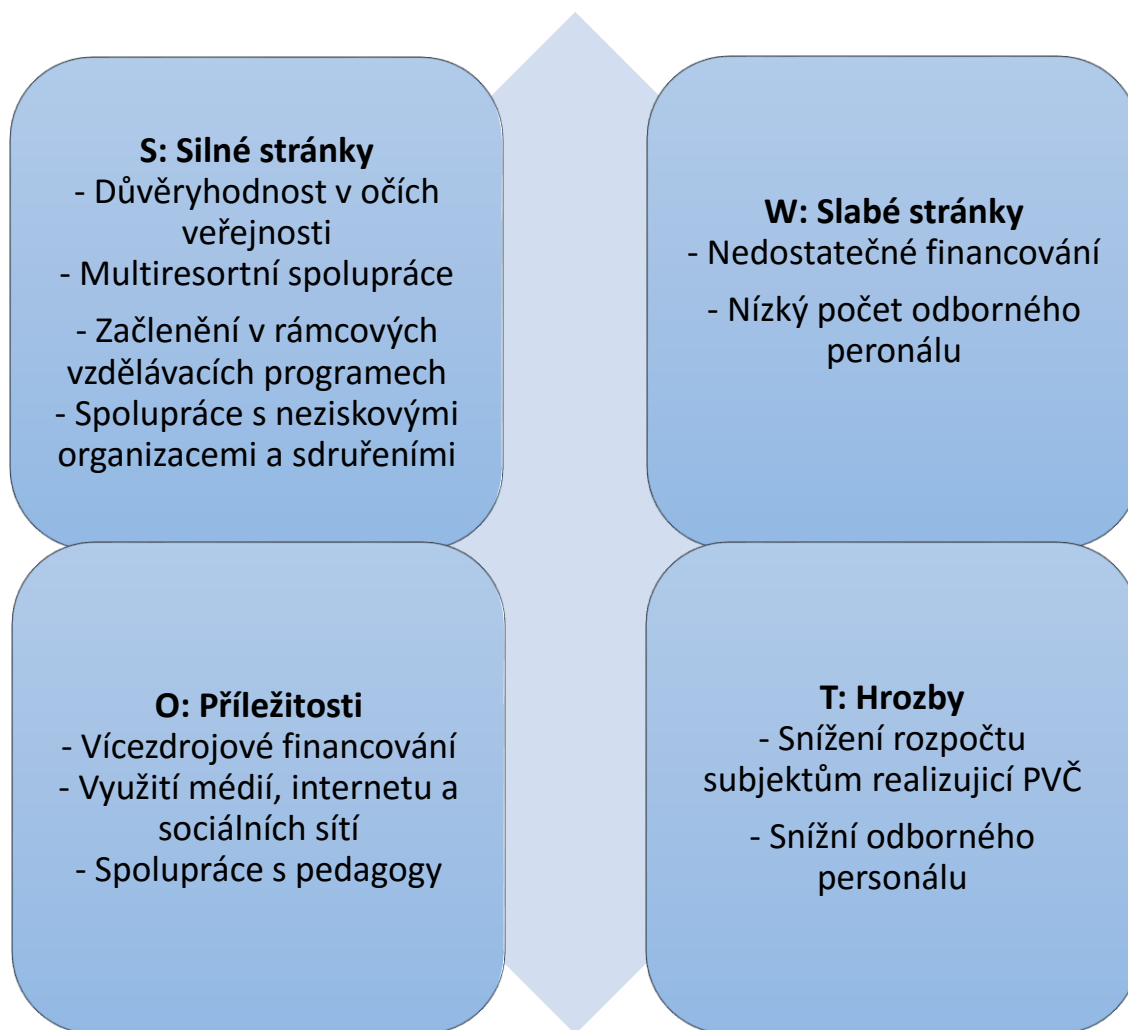 S: Silné stránky
- Důvěryhodnost v očích
veřejnosti
- Multiresortní spolupráce
- Začlenění v rámcových
vzdělávacích programech
- Spolupráce s neziskovými
organizacemi a sdruřeními
W: Slabé stránky
- Nedostatečné financování
- Nízký počet odborného
peronálu
O: Příležitosti
- Vícezdrojové financování
- Využití médií, internetu a
sociálních sítí
- Spolupráce s pedagogy
T: Hrozby
- Snížení rozpočtu
subjektům realizujicí PVČ
- Snížní odborného
personálu